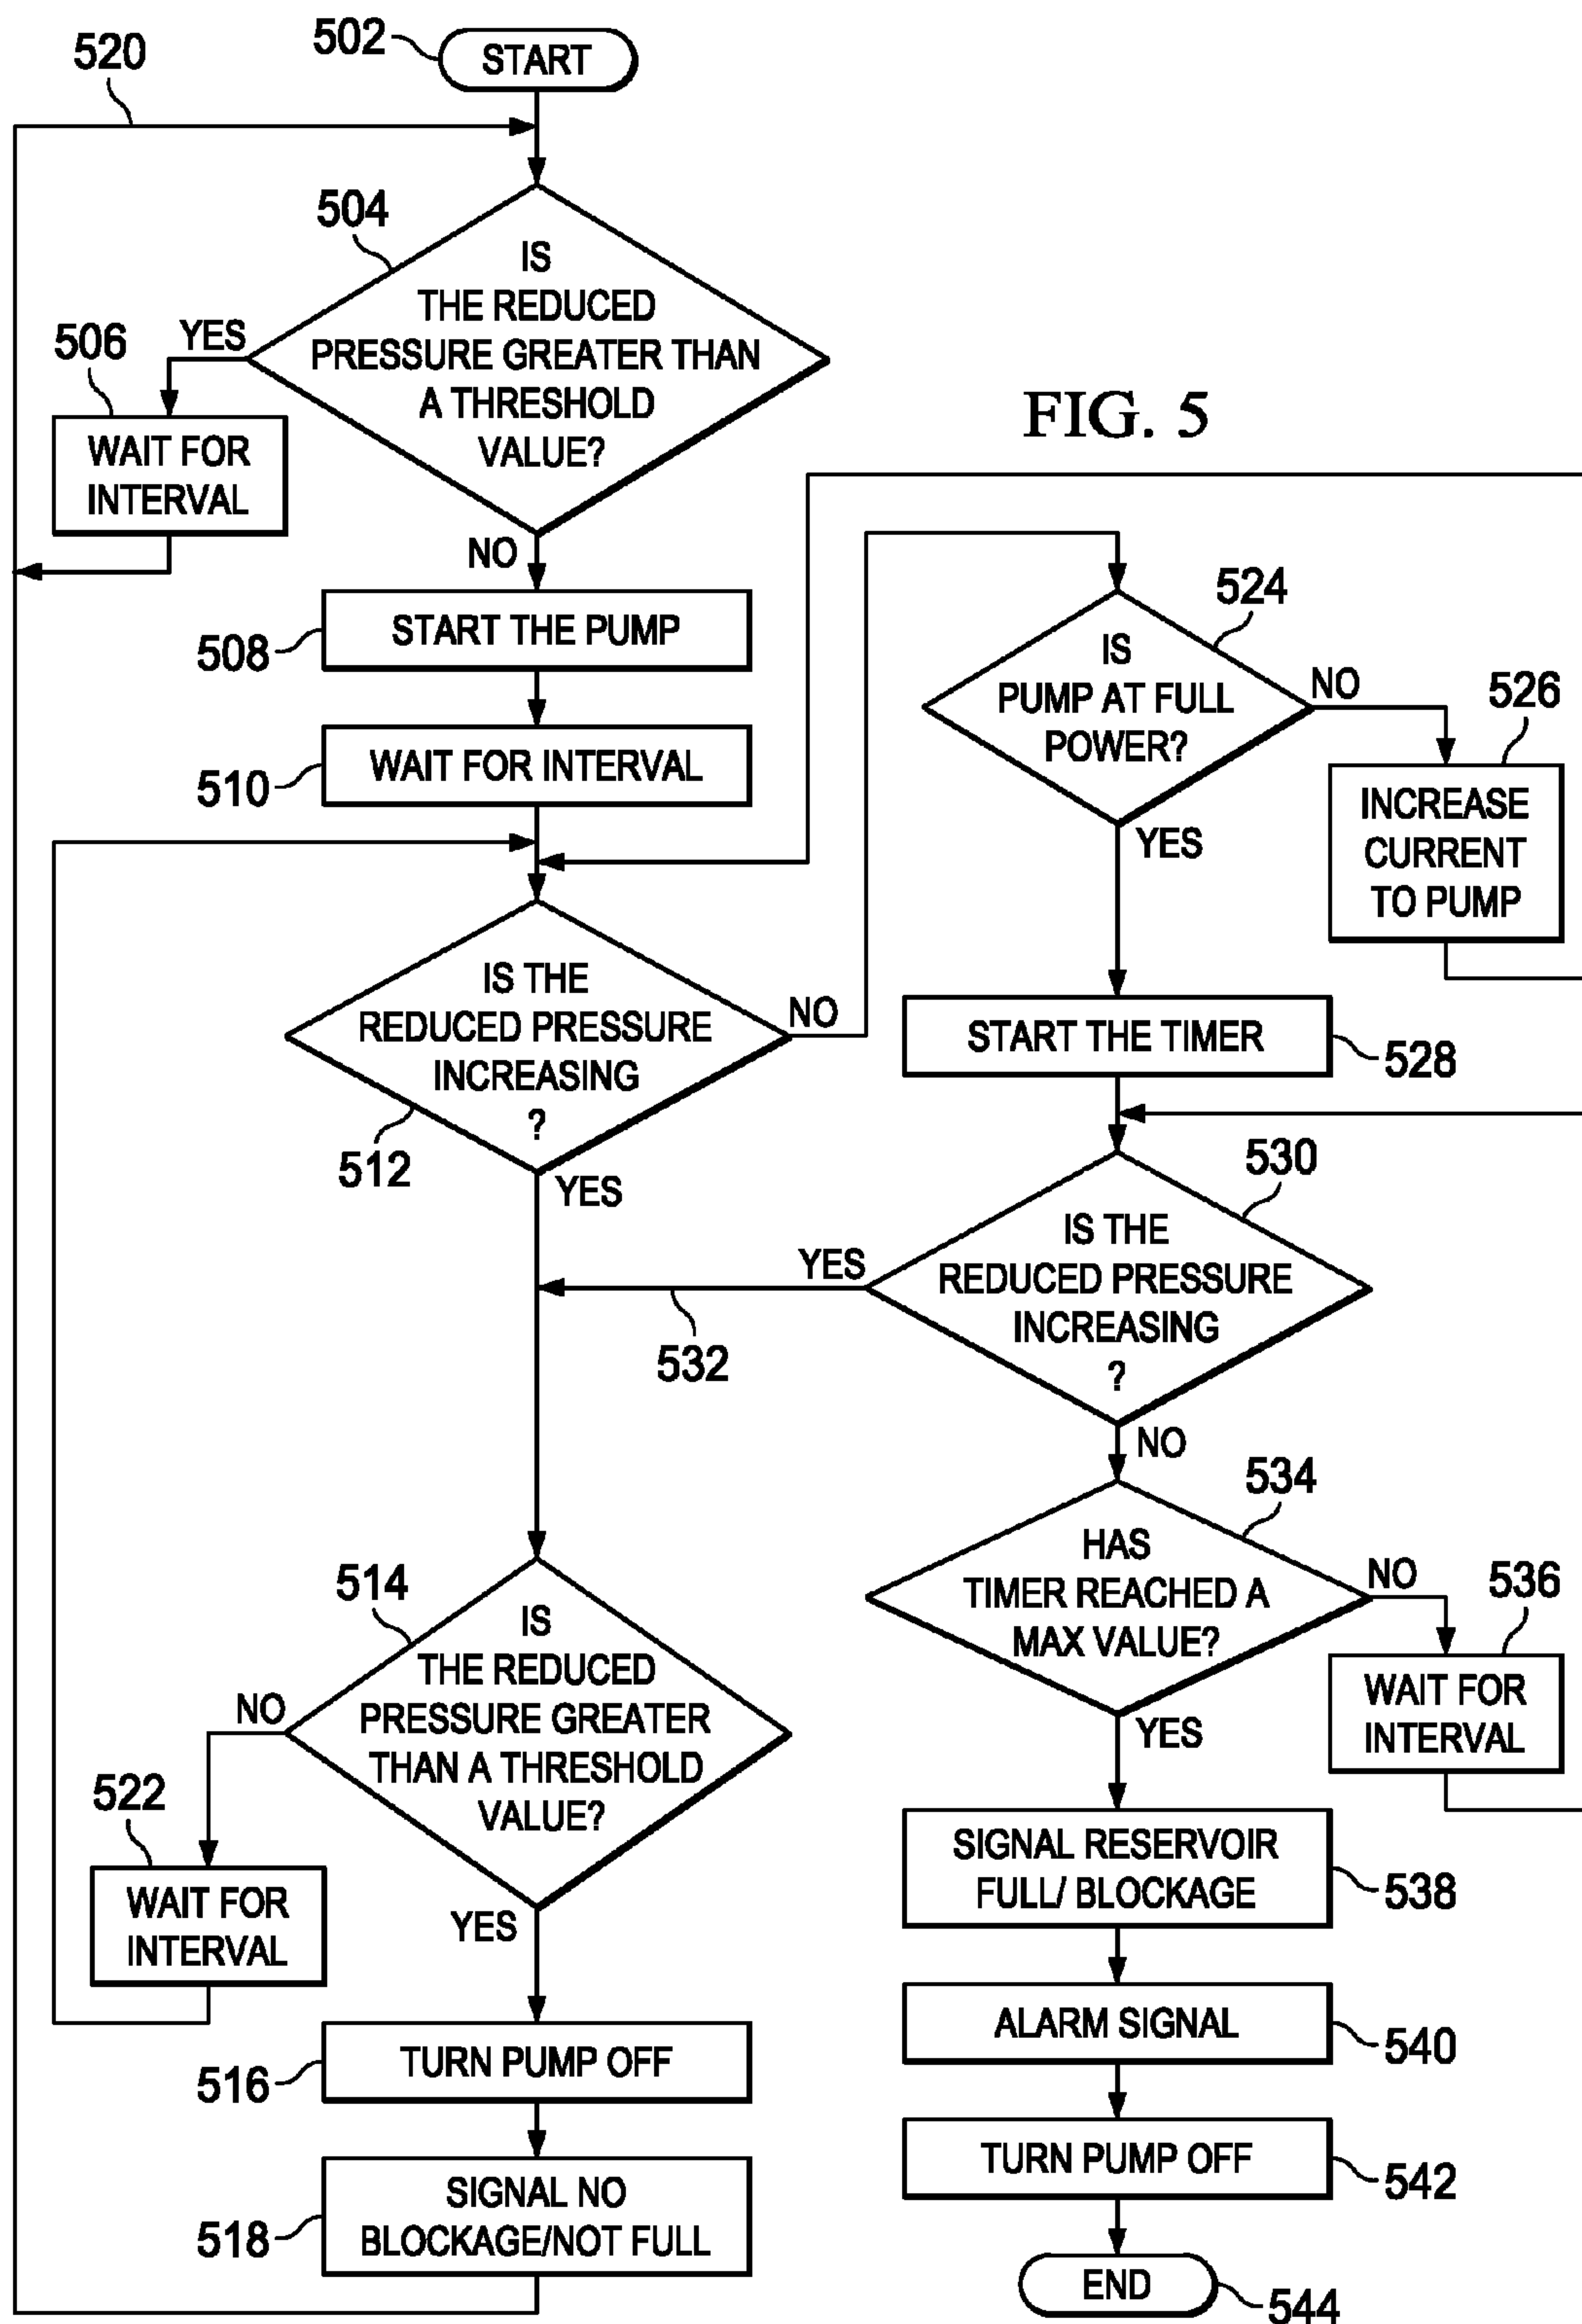 502
START
520
504
IS
THE REDUCED
PRESSURE GREATER THAN
A THRESHOLD
VALUE?
YES
506
WAIT FOR
INTERVAL
NO
508
START THE PUMP
510
WAIT FOR INTERVAL
IS THE
REDUCED PRESSURE
INCREASING
?
512
NO
YES
514
IS
THE REDUCED
PRESSURE GREATER
THAN A THRESHOLD
VALUE?
NO
522
WAIT FOR
INTERVAL
YES
516
TURN PUMP OFF
518
SIGNAL NO
BLOCKAGE/NOT FULL
FIG. 5
524
IS
PUMP AT FULL
POWER?
NO
526
INCREASE
CURRENT
TO PUMP
YES
START THE TIMER
528
530
IS THE
REDUCED PRESSURE
INCREASING
?
YES
532
NO
534
HAS
TIMER REACHED A
MAX VALUE?
NO
536
WAIT FOR
INTERVAL
YES
SIGNAL RESERVOIR
FULL/ BLOCKAGE
538
ALARM SIGNAL
540
TURN PUMP OFF
542
END
544